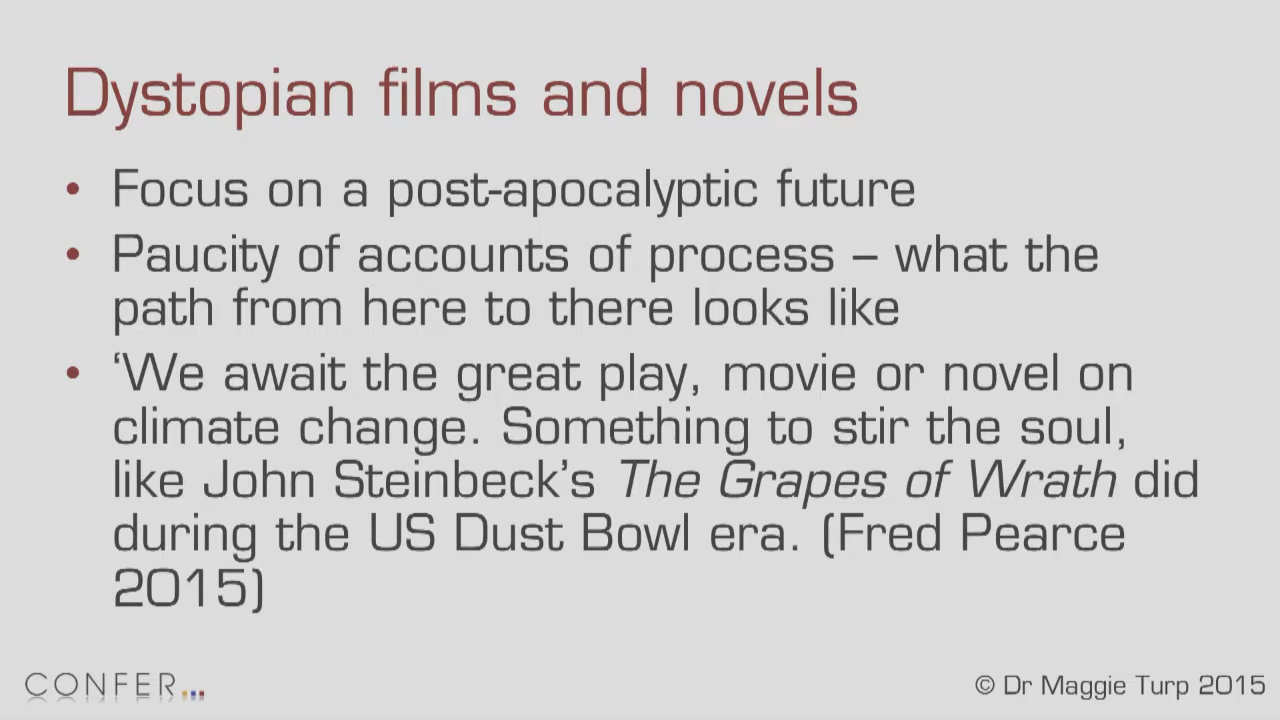 Dystopian films and novels
• Focus on a post-apocalyptic future
• Paucity of accounts of process – what the
path from here to there looks like
• ‘We await the great play, movie or novel on
climate change. Something to stir the soul,
like John Steinbeck’s The Grapes of Wrath did
during the US Dust Bowl era. (Fred Pearce
2015)
CONFER...
© Dr Maggie Turp 2015